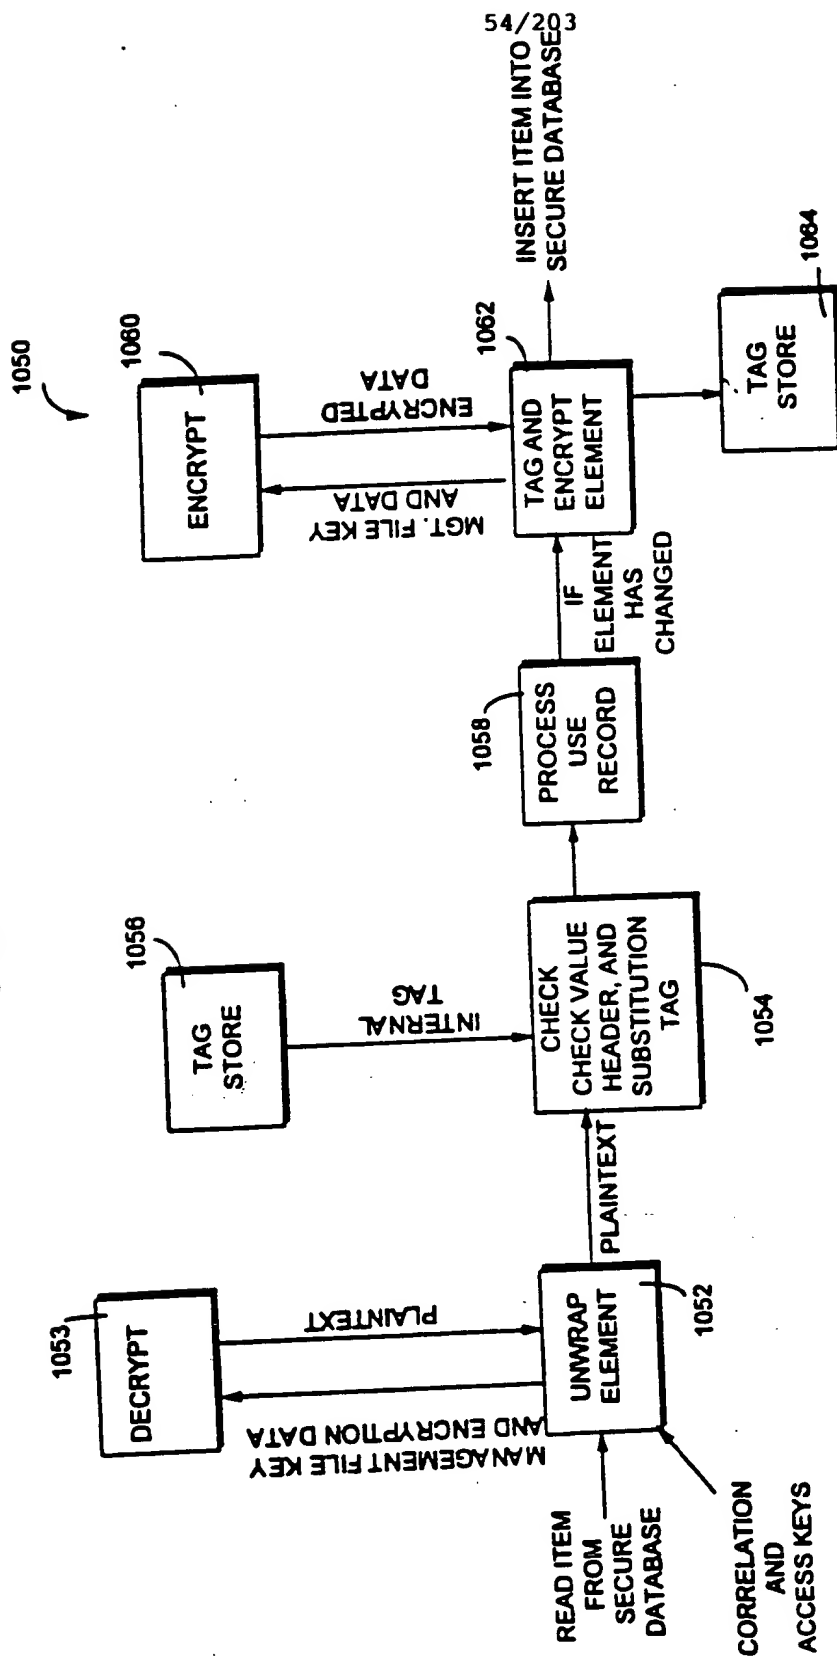 54/203
1050
1053
DECRYPT
MANAGEMENT FILE KEY
AND ENCRYPTION DATA
PLAINTEXT
READ ITEM
FROM
SECURE
DATABASE
CORRELATION
AND
ACCESS KEYS
UNWRAP
ELEMENT
1052
PLAINTEXT
1056
TAG
STORE
INTERNAL
TAG
CHECK
CHECK VALUE
HEADER, AND
SUBSTITUTION
TAG
1054
1058
PROCESS
USE
RECORD
IF
ELEMENT
HAS
CHANGED
1060
ENCRYPT
MGT. FILE KEY
AND DATA
ENCRYPTED
DATA
1062
TAG AND
ENCRYPT
ELEMENT
INSERT ITEM INTO
SECURE DATABASE
TAG
STORE
1064